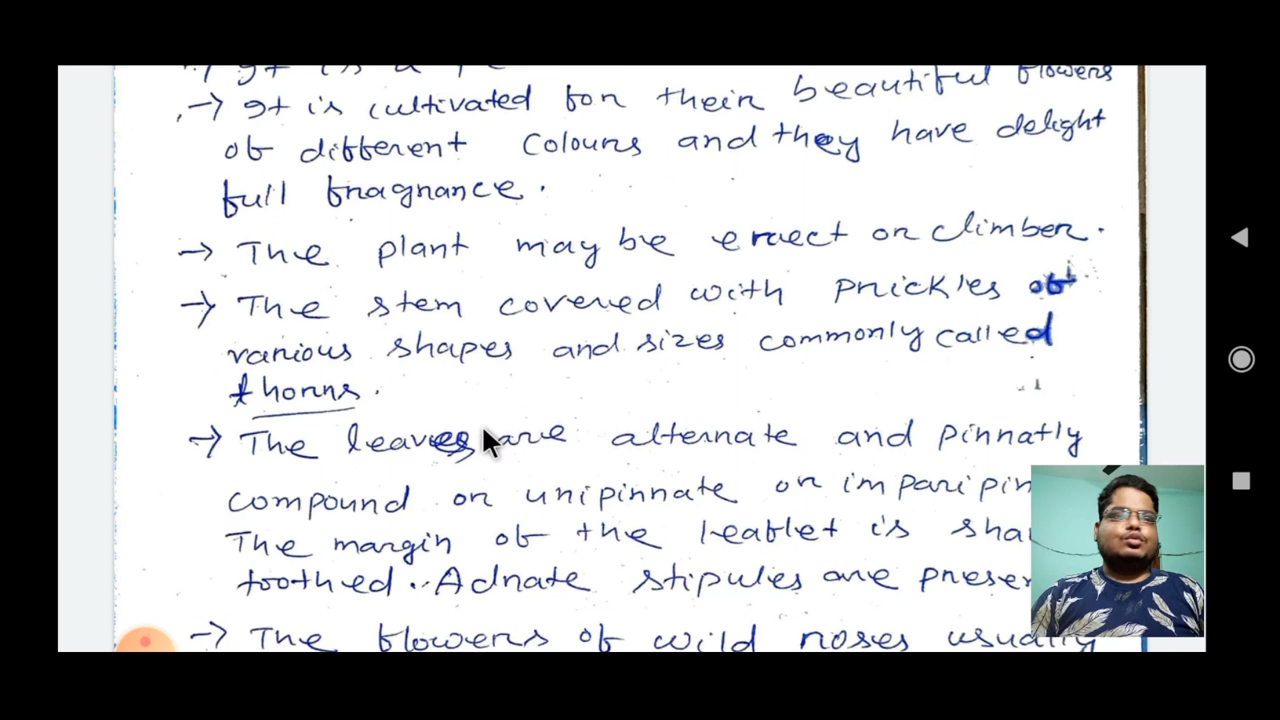 → It is a
→ It is cultivated for their beautiful flowers
of different colours and they have delight
full fragnance.
→ The plant may be eraect or climber.
→ The stem covered with prickles of
various shapes and sizes commonly called
thorns.
→ The leaves are alternate and pinnatly
compound or unipinnate or imparipin
The margin of the leaflet is sha
toothed. Adnate stipules are presen
→ The flowers of wild roses usually